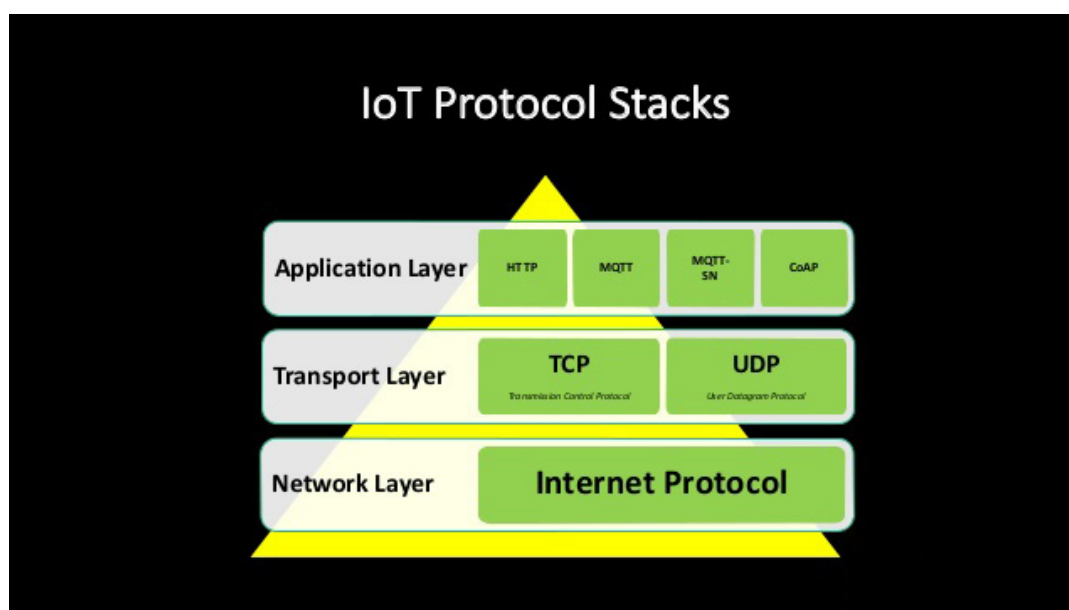 IoT Protocol Stacks
Application Layer
HTTP
MQTT
MQTT-
SN
CoAP
Transport Layer
TCP
Transmission Control Protocol
UDP
User Datagram Protocol
Network Layer
Internet Protocol